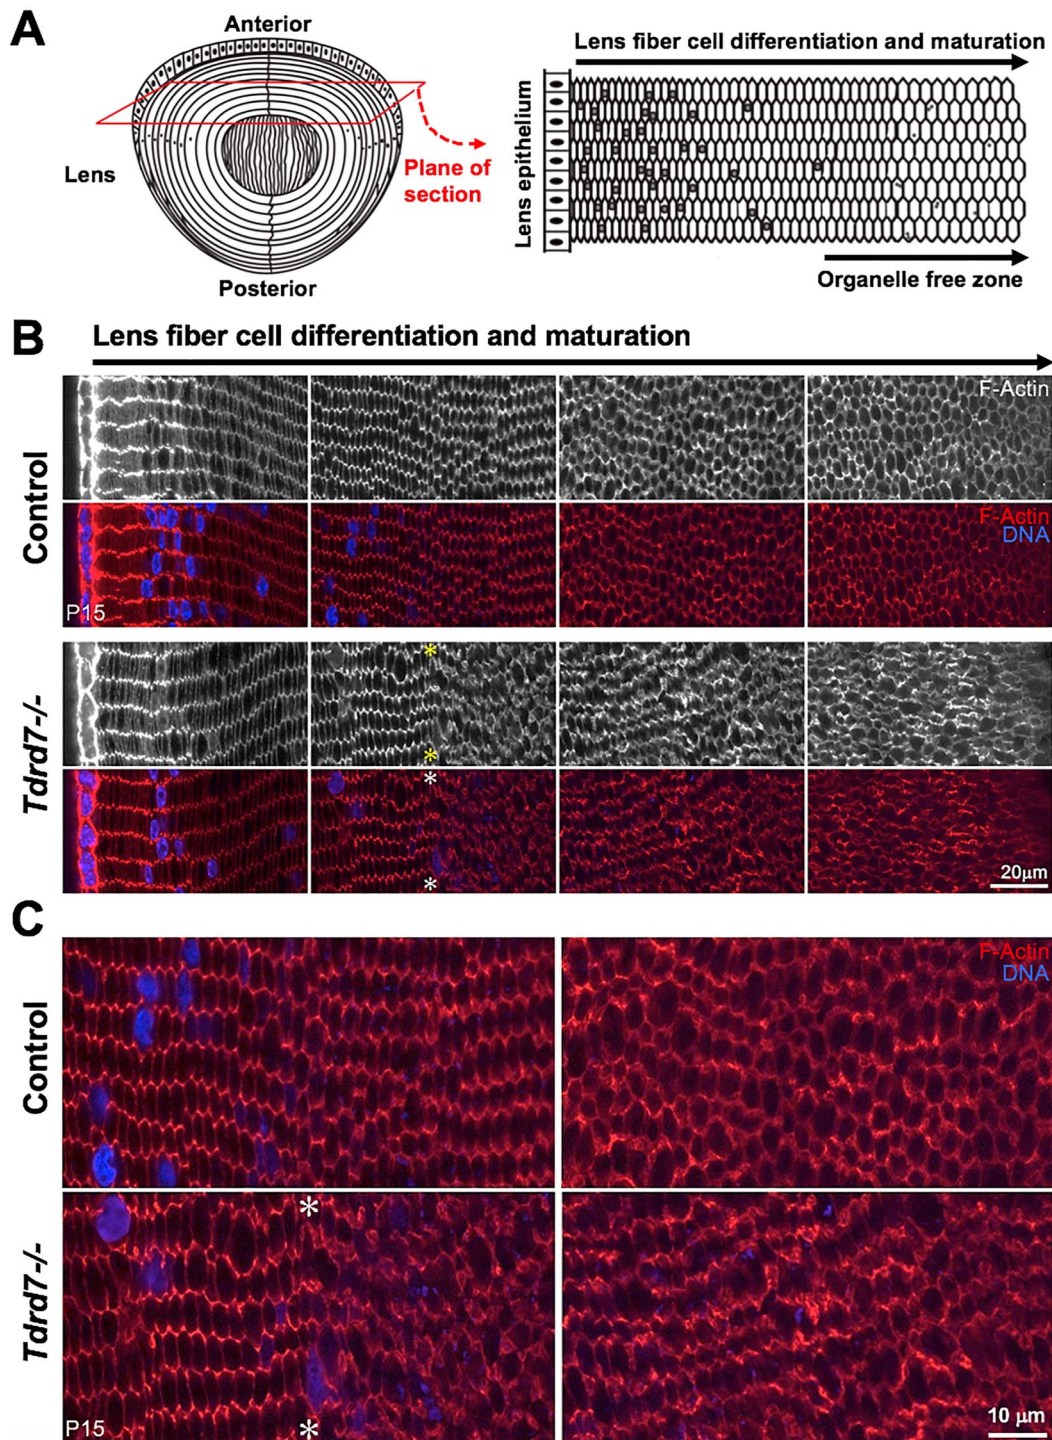 A
Anterior
Lens
Plane of
section
Posterior
Lens fiber cell differentiation and maturation
Lens epithelium
Organelle free zone
B
Lens fiber cell differentiation and maturation
Control
F-Actin
F-Actin
DNA
P15
Tdrd7-/-
*
*
*
*
20μm
C
Control
F-Actin
DNA
Tdrd7-/-
*
*
P15
10 μm